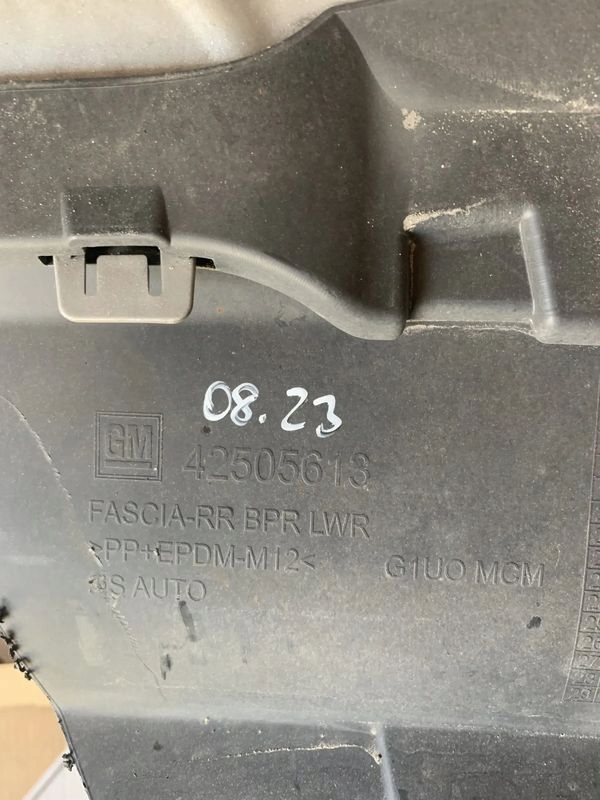 08.23
GM 42505613
FASCIA-RR BPR LWR
>PP+EPDM-M12<
G1UO MCM
AUTO